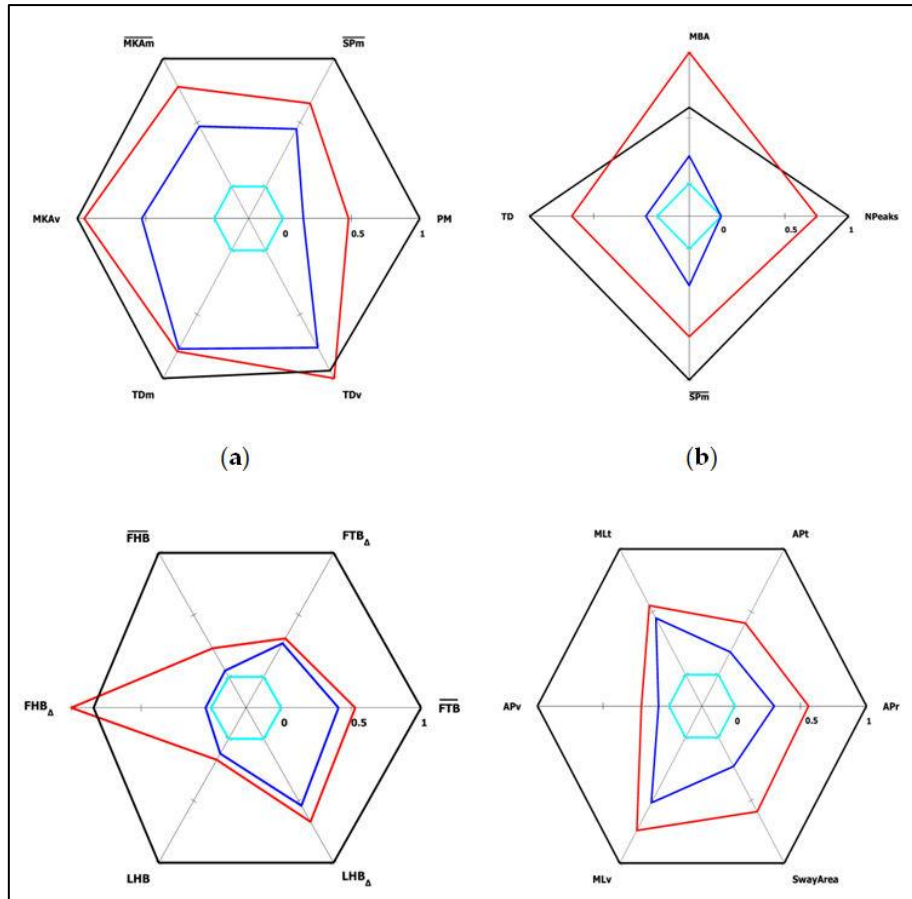 MKAm SPm
MKAv 0 0.5 1 PM
TDm TDv
(a)
MBA
TD 0 0.5 1 NPeaks
SPm
(b)
FHB FTBΔ
FHBΔ 0 0.5 1 FTB
LHB LHBΔ
MLt APt
APv 0 0.5 1 APr
MLv SwayArea